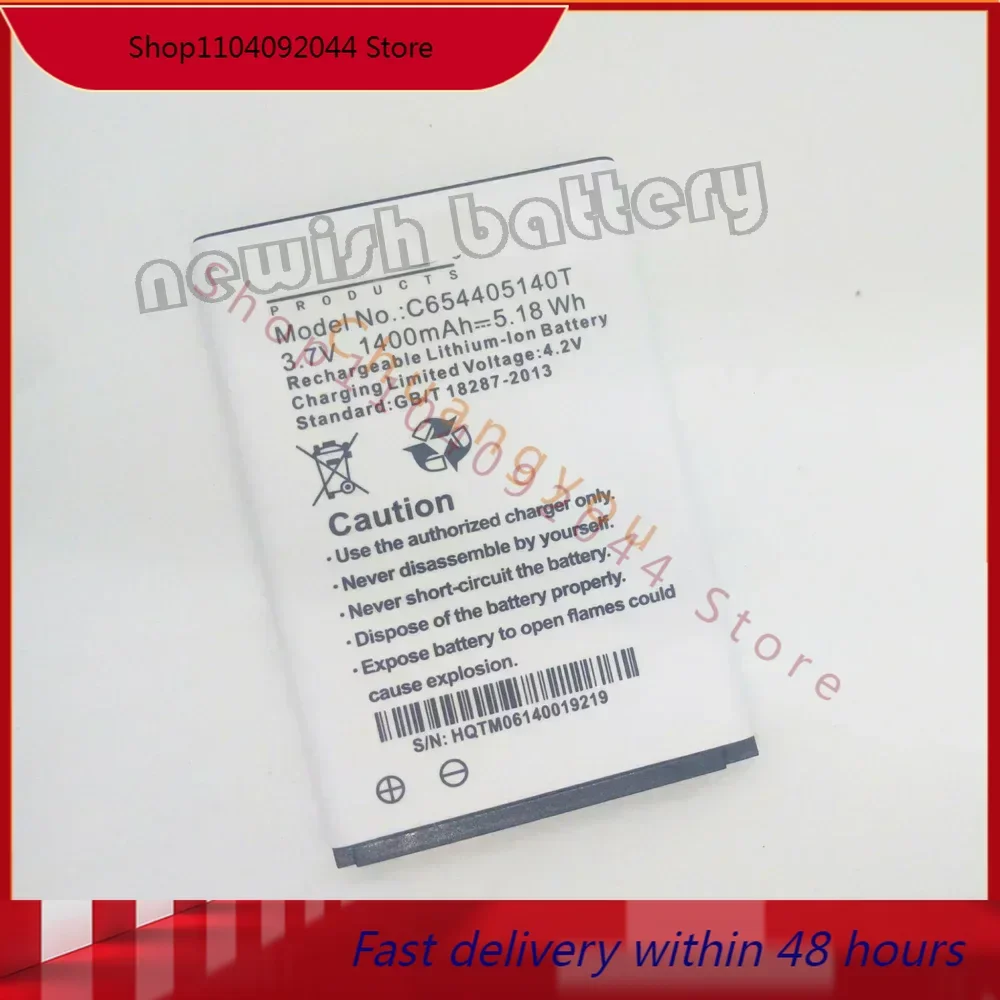 Shop1104092044 Store
newish battery
PRODUCTS
Model No.:C654405140T
3.7V 1400mAh=5.18 Wh
Rechargeable Lithium-Ion Battery
Charging Limited Voltage:4.2V
Standard:GB/T 18287-2013
Caution
·Use the authorized charger only.
·Never disassemble by yourself.
·Never short-circuit the battery.
·Dispose of the battery properly.
·Expose battery to open flames could
cause explosion.
S/N: HQTM06140019219
Shop1104092044 Store
Chuangyou
Fast delivery within 48 hours